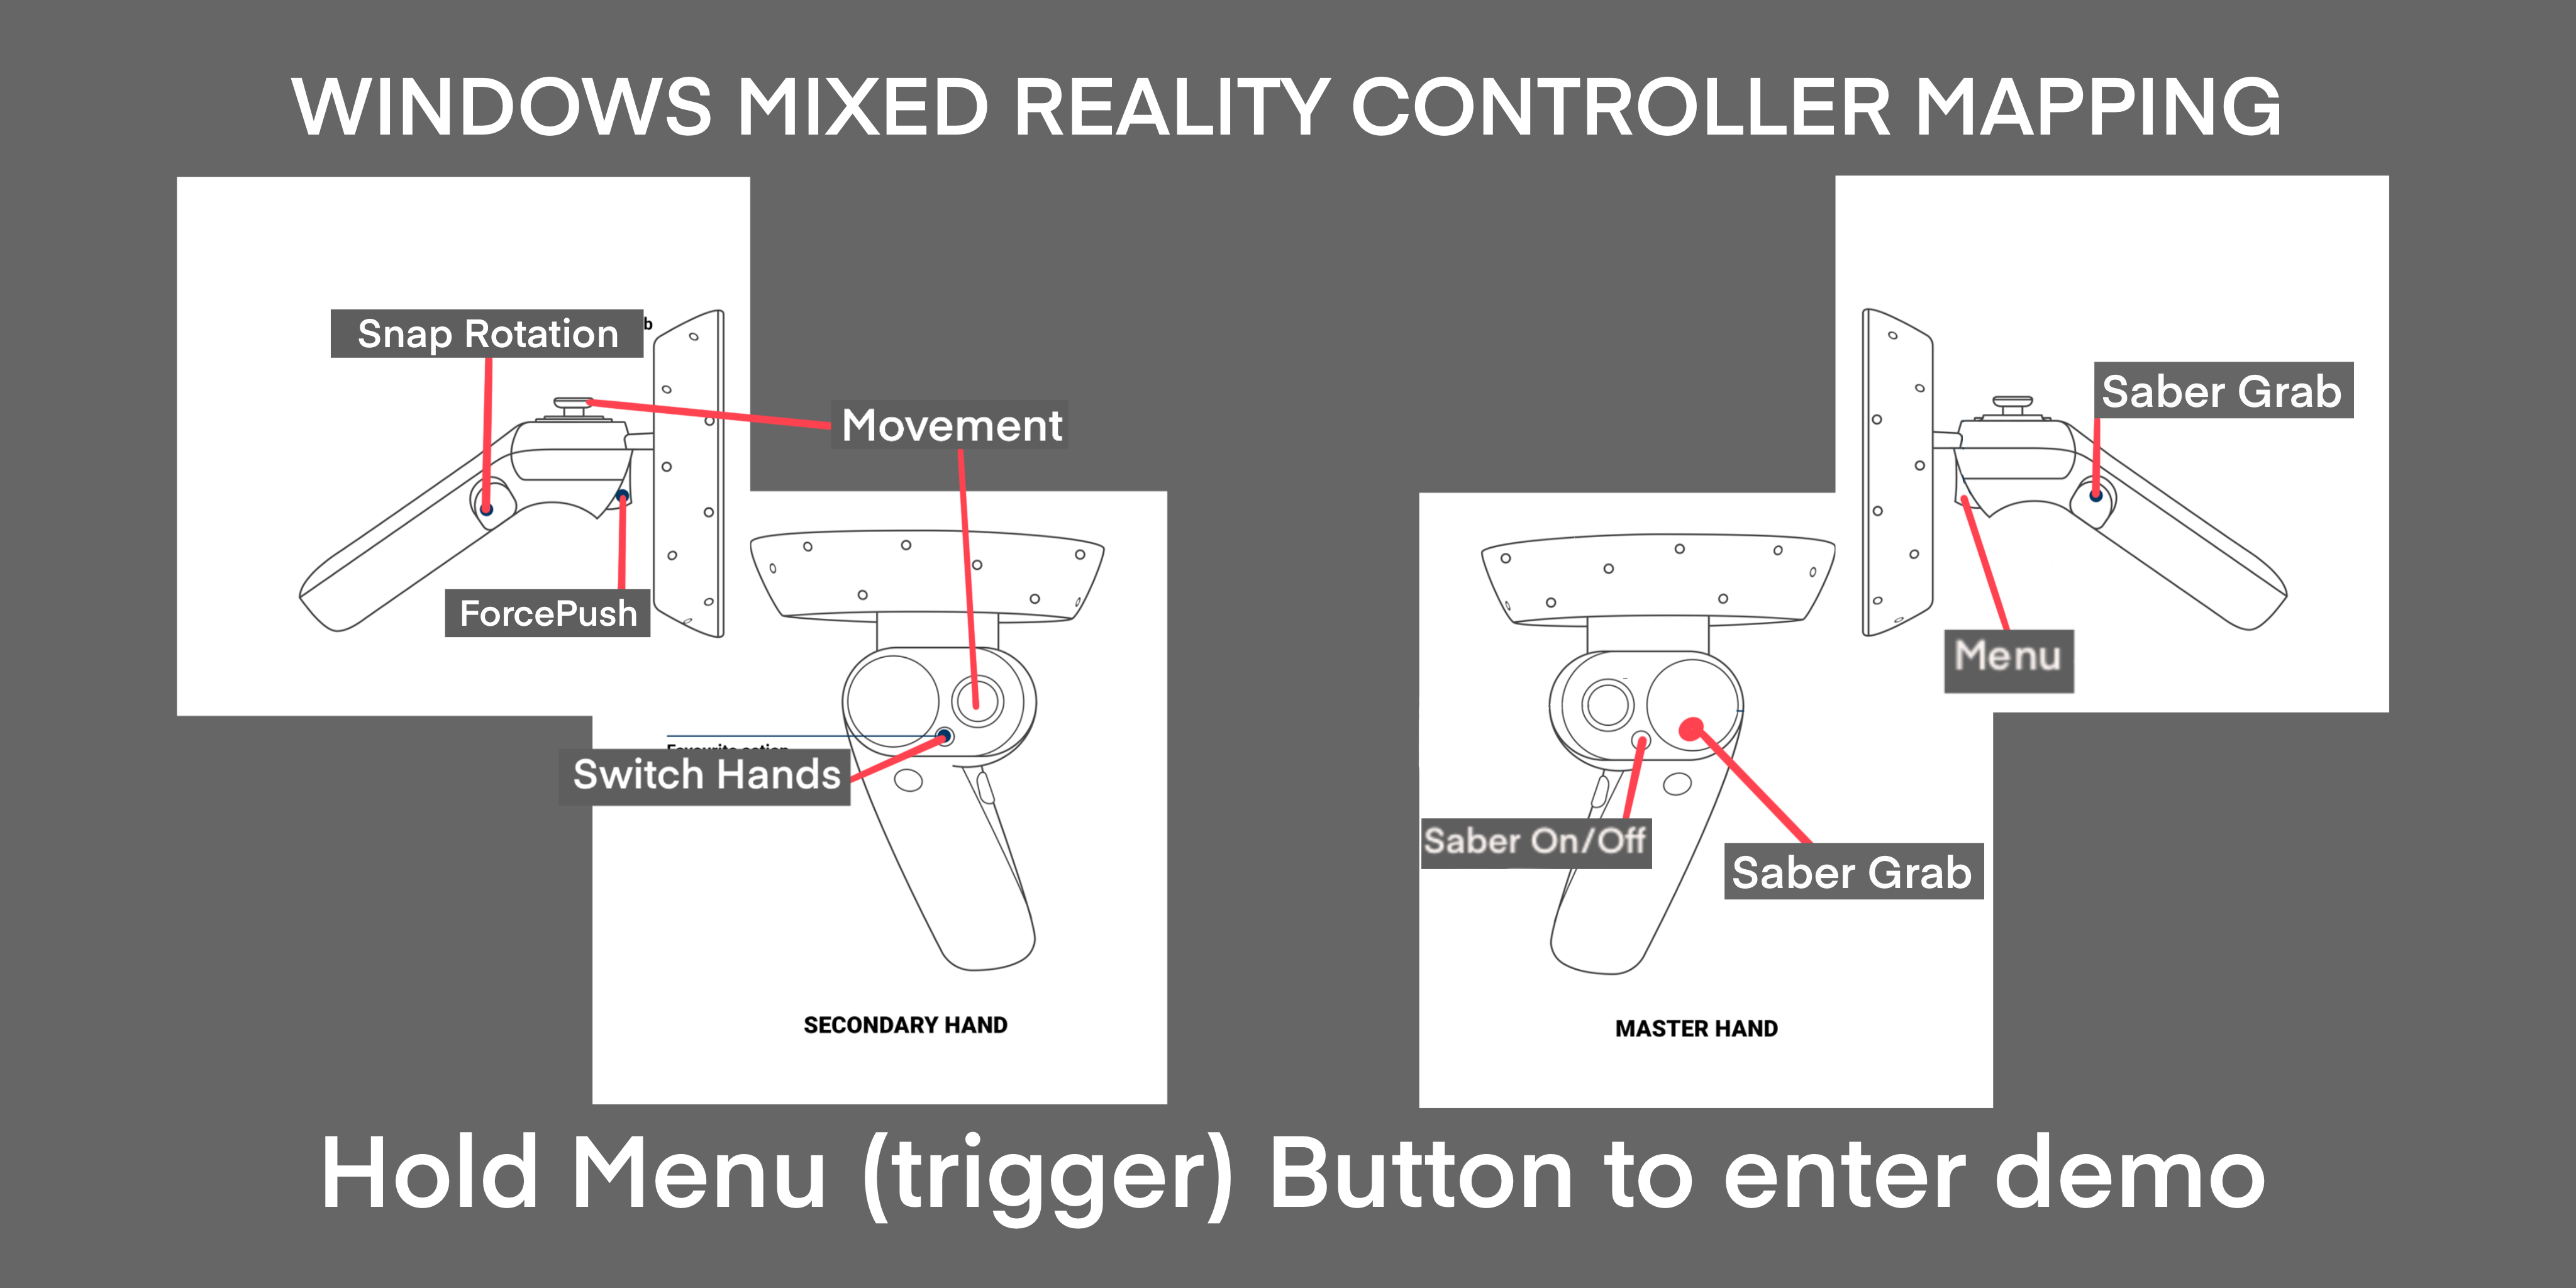 WINDOWS MIXED REALITY CONTROLLER MAPPING
Snap Rotation
b
Movement
ForcePush
Switch Hands
SECONDARY HAND
Saber Grab
Menu
Saber On/Off
Saber Grab
MASTER HAND
Hold Menu (trigger) Button to enter demo